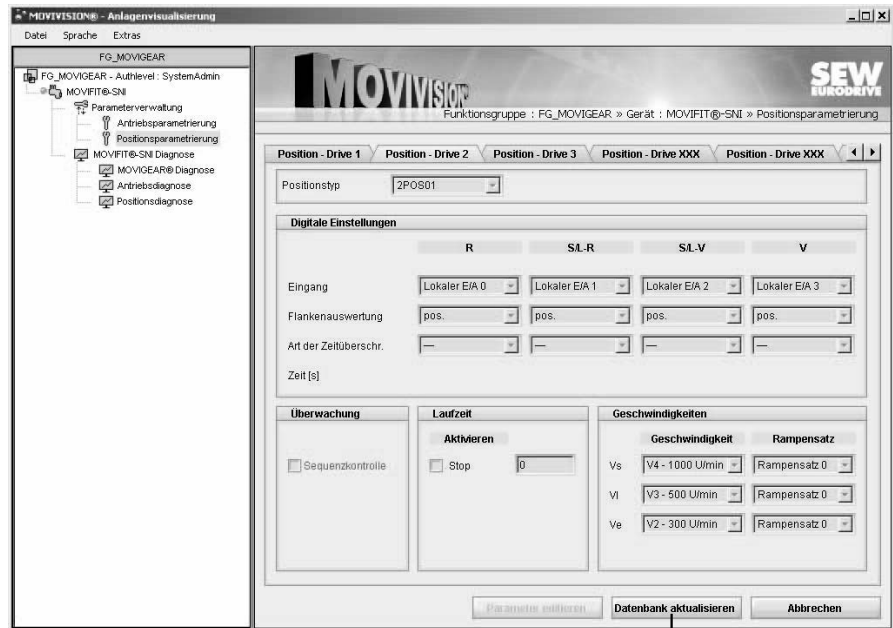 MOVIVISION® - Anlagenvisualisierung
Datei Sprache Extras
FG_MOVIGEAR
FG_MOVIGEAR - Authlevel : SystemAdmin
MOVIFIT®-SNI
Parameterverwaltung
Antriebsparametrierung
Positionsparametrierung
MOVIFIT®-SNI Diagnose
MOVIGEAR® Diagnose
Antriebsdiagnose
Positionsdiagnose
MOVIVISION®
SEW
EURODRIVE
Funktionsgruppe : FG_MOVIGEAR » Gerät : MOVIFIT®-SNI » Positionsparametrierung
Position - Drive 1 Position - Drive 2 Position - Drive 3 Position - Drive XXX Position - Drive XXX
Positionstyp 2POS01
Digitale Einstellungen
R S/L-R S/L-V V
Eingang Lokaler E/A 0 Lokaler E/A 1 Lokaler E/A 2 Lokaler E/A 3
Flankenauswertung pos. pos. pos. pos.
Art der Zeitüberschr. --- --- --- ---
Zeit [s]
Überwachung Laufzeit Geschwindigkeiten
Aktivieren Geschwindigkeit Rampensatz
Sequenzkontrolle Stop 0 Vs V4 - 1000 U/min Rampensatz 0
Vl V3 - 500 U/min Rampensatz 0
Ve V2 - 300 U/min Rampensatz 0
Parameter editieren Datenbank aktualisieren Abbrechen